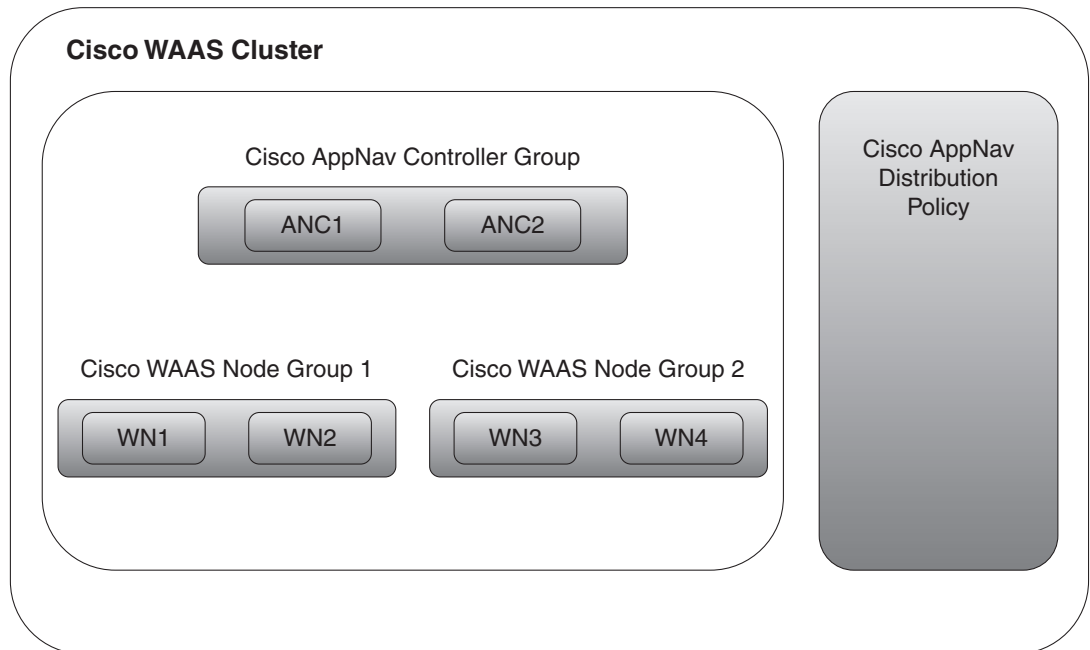 Cisco WAAS Cluster
Cisco AppNav Controller Group
ANC1
ANC2
Cisco WAAS Node Group 1
WN1
WN2
Cisco WAAS Node Group 2
WN3
WN4
Cisco AppNav
Distribution
Policy